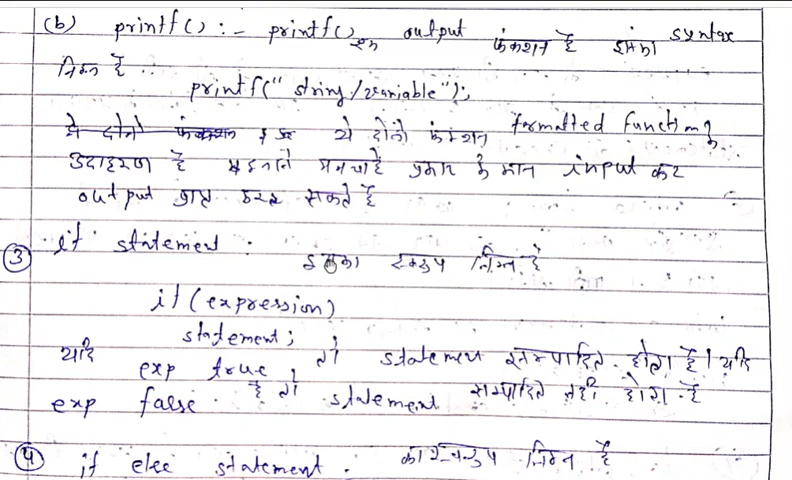 (b) printf() :- printf() एक output फंक्शन है इसका syntax
निम्न है
printf(" string/variable");
ये दोनो फंक्शन इस ये दोनो फंक्शन formatted function के
उदाहरण है इनसे मनचाहे प्रकार के मान input कर
output प्राप्त कर सकते है
③ if statement : इसका स्वरूप निम्न है
if (expression)
statement;
यदि exp true है तो statement सम्पादित होता है। यदि
exp false है तो statement सम्पादित नही होता है
④ if else statement . का स्वरूप निम्न है